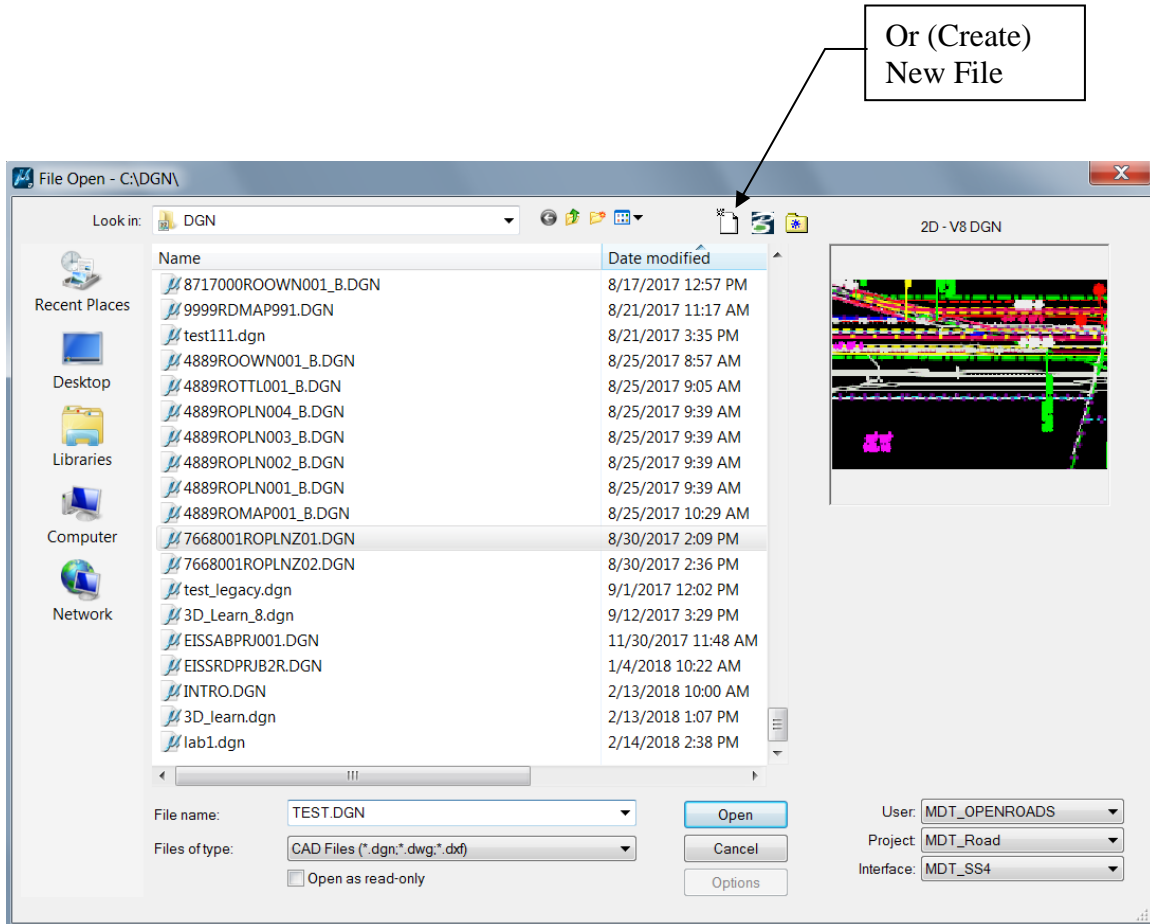 Or (Create)
New File
File Open - C:\DGN\
Look in:
DGN
2D - V8 DGN
Name
Date modified
Recent Places
Desktop
Libraries
Computer
Network
8717000ROOWN001_B.DGN 8/17/2017 12:57 PM
9999RDMAP991.DGN 8/21/2017 11:17 AM
test111.dgn 8/21/2017 3:35 PM
4889ROOWN001_B.DGN 8/25/2017 8:57 AM
4889ROTTL001_B.DGN 8/25/2017 9:05 AM
4889ROPLN004_B.DGN 8/25/2017 9:39 AM
4889ROPLN003_B.DGN 8/25/2017 9:39 AM
4889ROPLN002_B.DGN 8/25/2017 9:39 AM
4889ROPLN001_B.DGN 8/25/2017 9:39 AM
4889ROMAP001_B.DGN 8/25/2017 10:29 AM
7668001ROPLNZ01.DGN 8/30/2017 2:09 PM
7668001ROPLNZ02.DGN 8/30/2017 2:36 PM
test_legacy.dgn 9/1/2017 12:02 PM
3D_Learn_8.dgn 9/12/2017 3:29 PM
EISSABPRJ001.DGN 11/30/2017 11:48 AM
EISSRDPRJB2R.DGN 1/4/2018 10:22 AM
INTRO.DGN 2/13/2018 10:00 AM
3D_learn.dgn 2/13/2018 1:07 PM
lab1.dgn 2/14/2018 2:38 PM
File name: TEST.DGN
Open
User: MDT_OPENROADS
Files of type: CAD Files (*.dgn;*.dwg;*.dxf)
Cancel
Project: MDT_Road
Open as read-only
Options
Interface: MDT_SS4